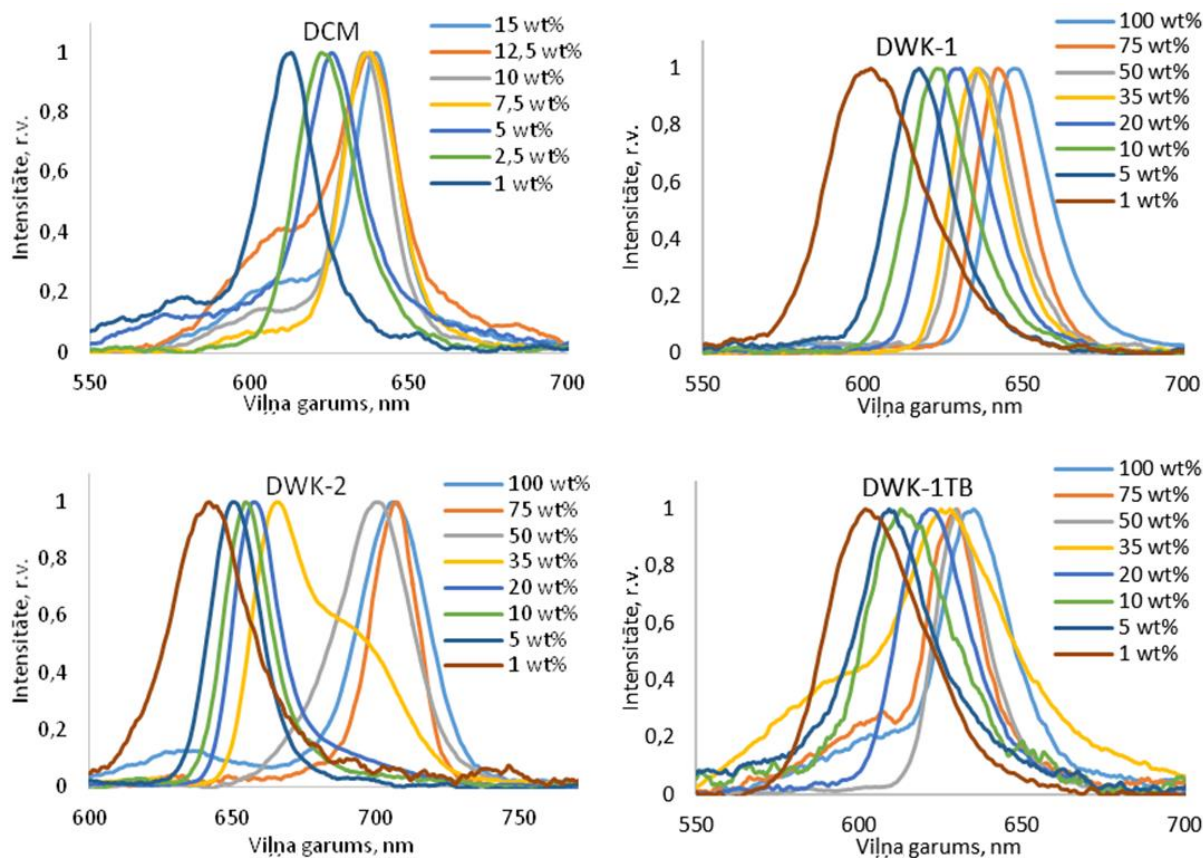 DCM
Intensitāte, r.v.
1
0,8
0,6
0,4
0,2
0
550 600 650 700
Viļņa garums, nm
15 wt%
12,5 wt%
10 wt%
7,5 wt%
5 wt%
2,5 wt%
1 wt%
DWK-1
Intensitāte, r.v.
1
0,8
0,6
0,4
0,2
0
550 600 650 700
Viļņa garums, nm
100 wt%
75 wt%
50 wt%
35 wt%
20 wt%
10 wt%
5 wt%
1 wt%
DWK-2
Intensitāte, r.v.
1
0,8
0,6
0,4
0,2
0
600 650 700 750
Viļņa garums, nm
100 wt%
75 wt%
50 wt%
35 wt%
20 wt%
10 wt%
5 wt%
1 wt%
DWK-1TB
Intensitāte, r.v.
1
0,8
0,6
0,4
0,2
0
550 600 650 700
Viļņa garums, nm
100 wt%
75 wt%
50 wt%
35 wt%
20 wt%
10 wt%
5 wt%
1 wt%